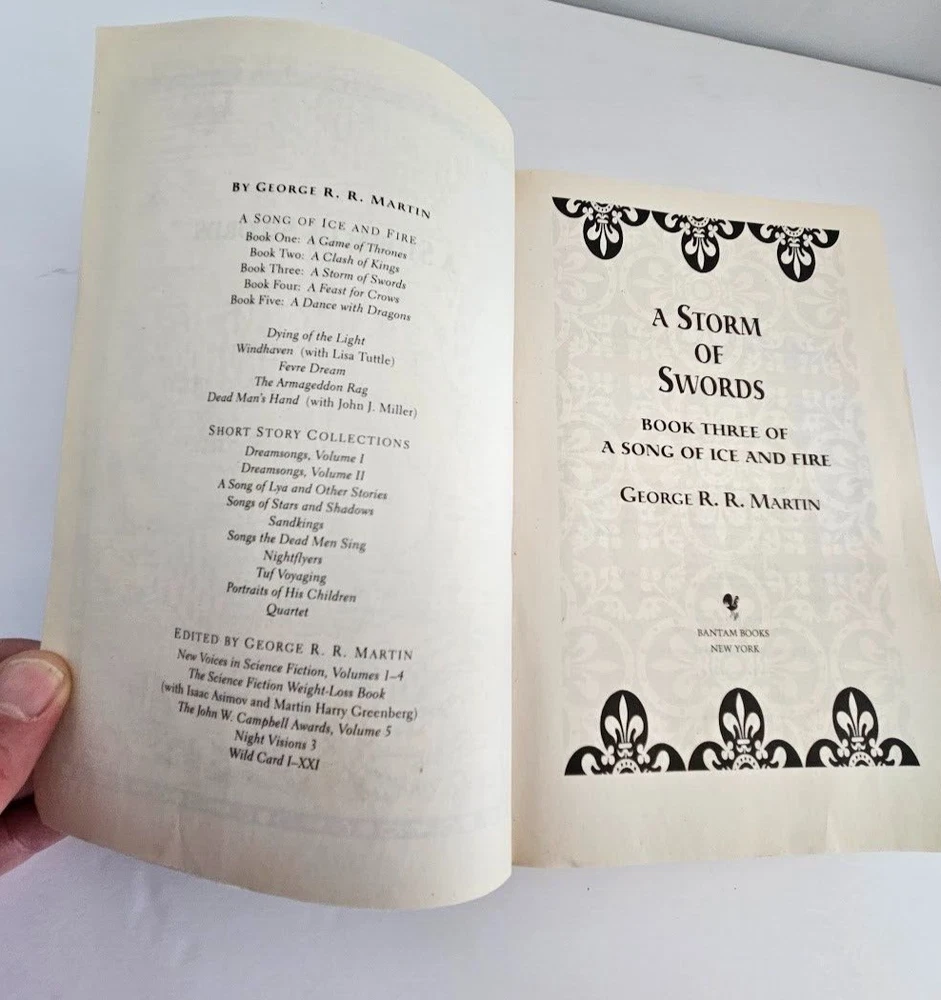 BY GEORGE R. R. MARTIN
A SONG OF ICE AND FIRE
Book One: A Game of Thrones
Book Two: A Clash of Kings
Book Three: A Storm of Swords
Book Four: A Feast for Crows
Book Five: A Dance with Dragons
Dying of the Light
Windhaven (with Lisa Tuttle)
Fevre Dream
The Armageddon Rag
Dead Man's Hand (with John J. Miller)
SHORT STORY COLLECTIONS
Dreamsongs, Volume I
Dreamsongs, Volume II
A Song of Lya and Other Stories
Songs of Stars and Shadows
Sandkings
Songs the Dead Men Sing
Nightflyers
Tuf Voyaging
Portraits of His Children
Quartet
EDITED BY GEORGE R. R. MARTIN
New Voices in Science Fiction, Volumes 1–4
The Science Fiction Weight-Loss Book
(with Isaac Asimov and Martin Harry Greenberg)
The John W. Campbell Awards, Volume 5
Night Visions 3
Wild Card I–XXI
A STORM
OF
SWORDS
BOOK THREE OF
A SONG OF ICE AND FIRE
GEORGE R. R. MARTIN
BANTAM BOOKS
NEW YORK